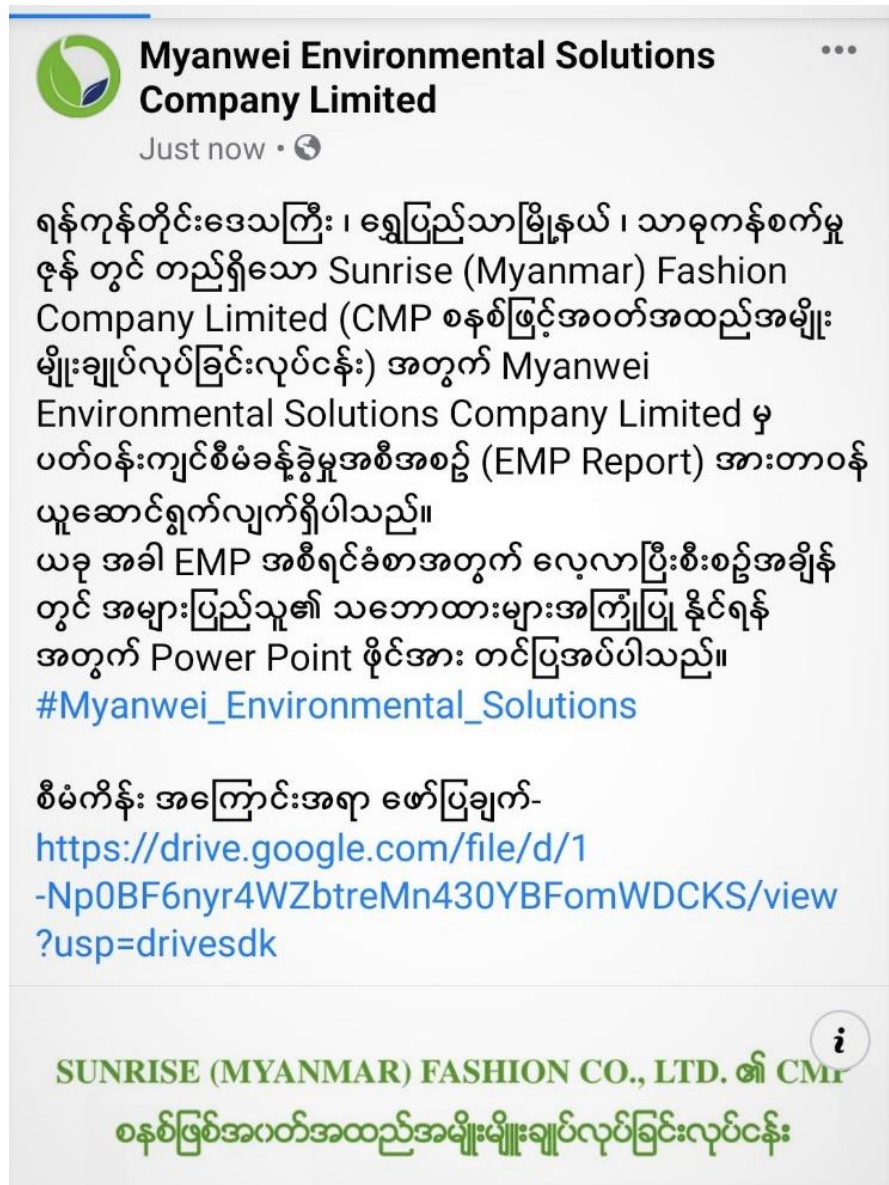 Myanwei Environmental Solutions
Company Limited
Just now •
ရန်ကုန်တိုင်းဒေသကြီး ၊ ရွှေပြည်သာမြို့နယ် ၊ သာဓုကန်စက်မှု
ဇုန် တွင် တည်ရှိသော Sunrise (Myanmar) Fashion
Company Limited (CMP စနစ်ဖြင့်အဝတ်အထည်အမျိုး
မျိုးချုပ်လုပ်ခြင်းလုပ်ငန်း) အတွက် Myanwei
Environmental Solutions Company Limited မှ
ပတ်ဝန်းကျင်စီမံခန့်ခွဲမှုအစီအစဉ် (EMP Report) အားတာဝန်
ယူဆောင်ရွက်လျက်ရှိပါသည်။
ယခု အခါ EMP အစီရင်ခံစာအတွက် လေ့လာပြီးစီးစဉ်အချိန်
တွင် အများပြည်သူ၏ သဘောထားများအကြံပြု နိုင်ရန်
အတွက် Power Point ဖိုင်အား တင်ပြအပ်ပါသည်။
#Myanwei_Environmental_Solutions
စီမံကိန်း အကြောင်းအရာ ဖော်ပြချက်-
https://drive.google.com/file/d/1
-Np0BF6nyr4WZbtreMn430YBFomWDCKS/view
?usp=drivesdk
SUNRISE (MYANMAR) FASHION CO., LTD. ၏ CMP
စနစ်ဖြစ်အဝတ်အထည်အမျိုးမျိုးချုပ်လုပ်ခြင်းလုပ်ငန်း